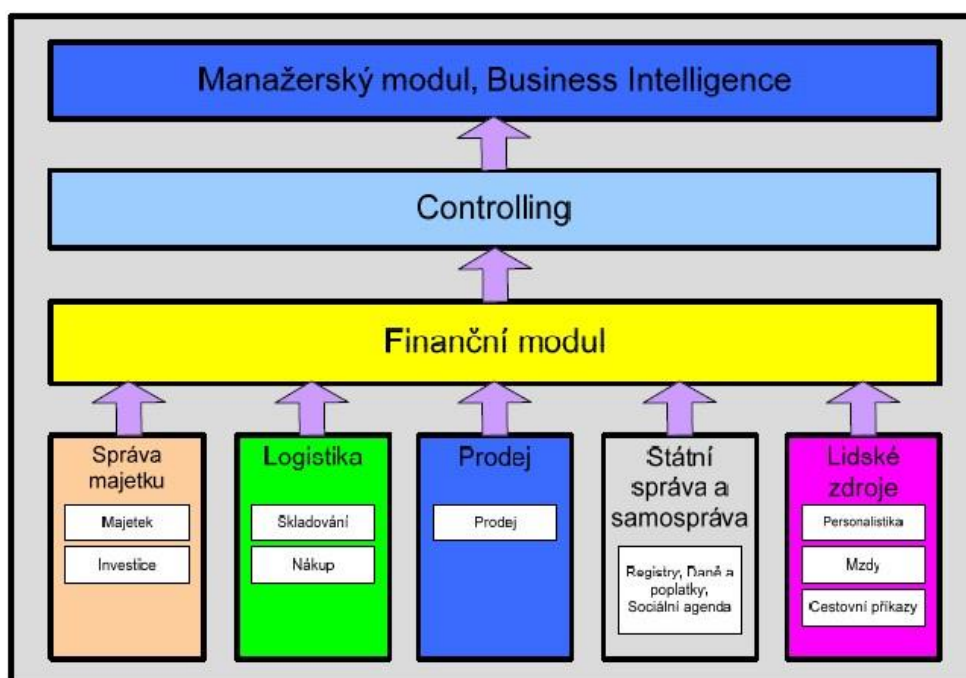 Manažerský modul, Business Intelligence
Controlling
Finanční modul
Správa
majetku
Majetek
Investice
Logistika
Skladování
Nákup
Prodej
Prodej
Státní
správa a
samospráva
Registry, Daně a
poplatky,
Sociální agenda
Lidské
zdroje
Personalistika
Mzdy
Cestovní příkazy